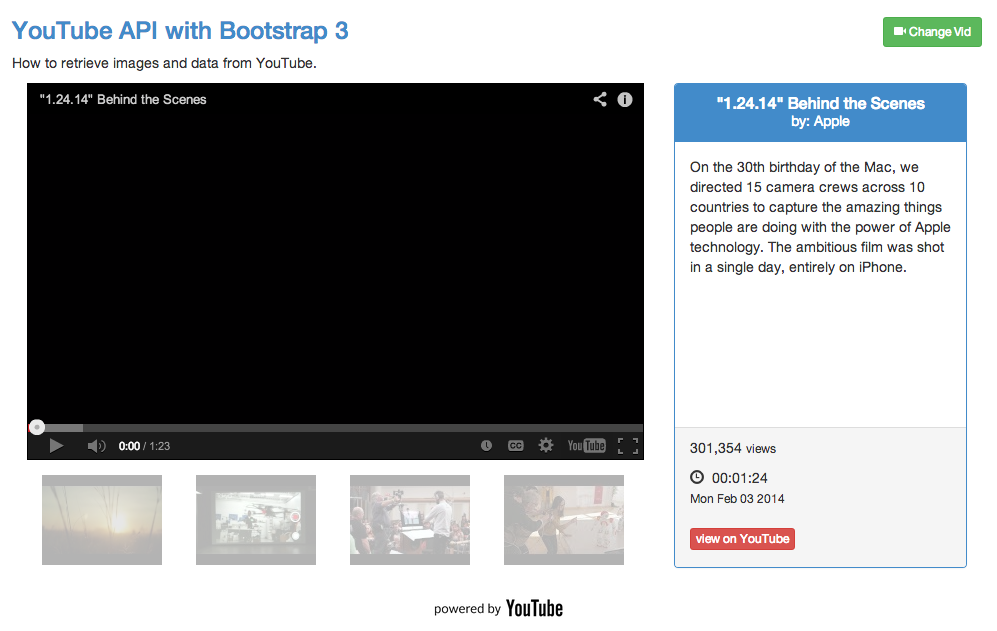 YouTube API with Bootstrap 3
Change Vid
How to retrieve images and data from YouTube.
"1.24.14" Behind the Scenes
0:00 / 1:23
CC
YouTube
"1.24.14" Behind the Scenes
by: Apple
On the 30th birthday of the Mac, we
directed 15 camera crews across 10
countries to capture the amazing things
people are doing with the power of Apple
technology. The ambitious film was shot
in a single day, entirely on iPhone.
301,354 views
00:01:24
Mon Feb 03 2014
view on YouTube
powered by YouTube